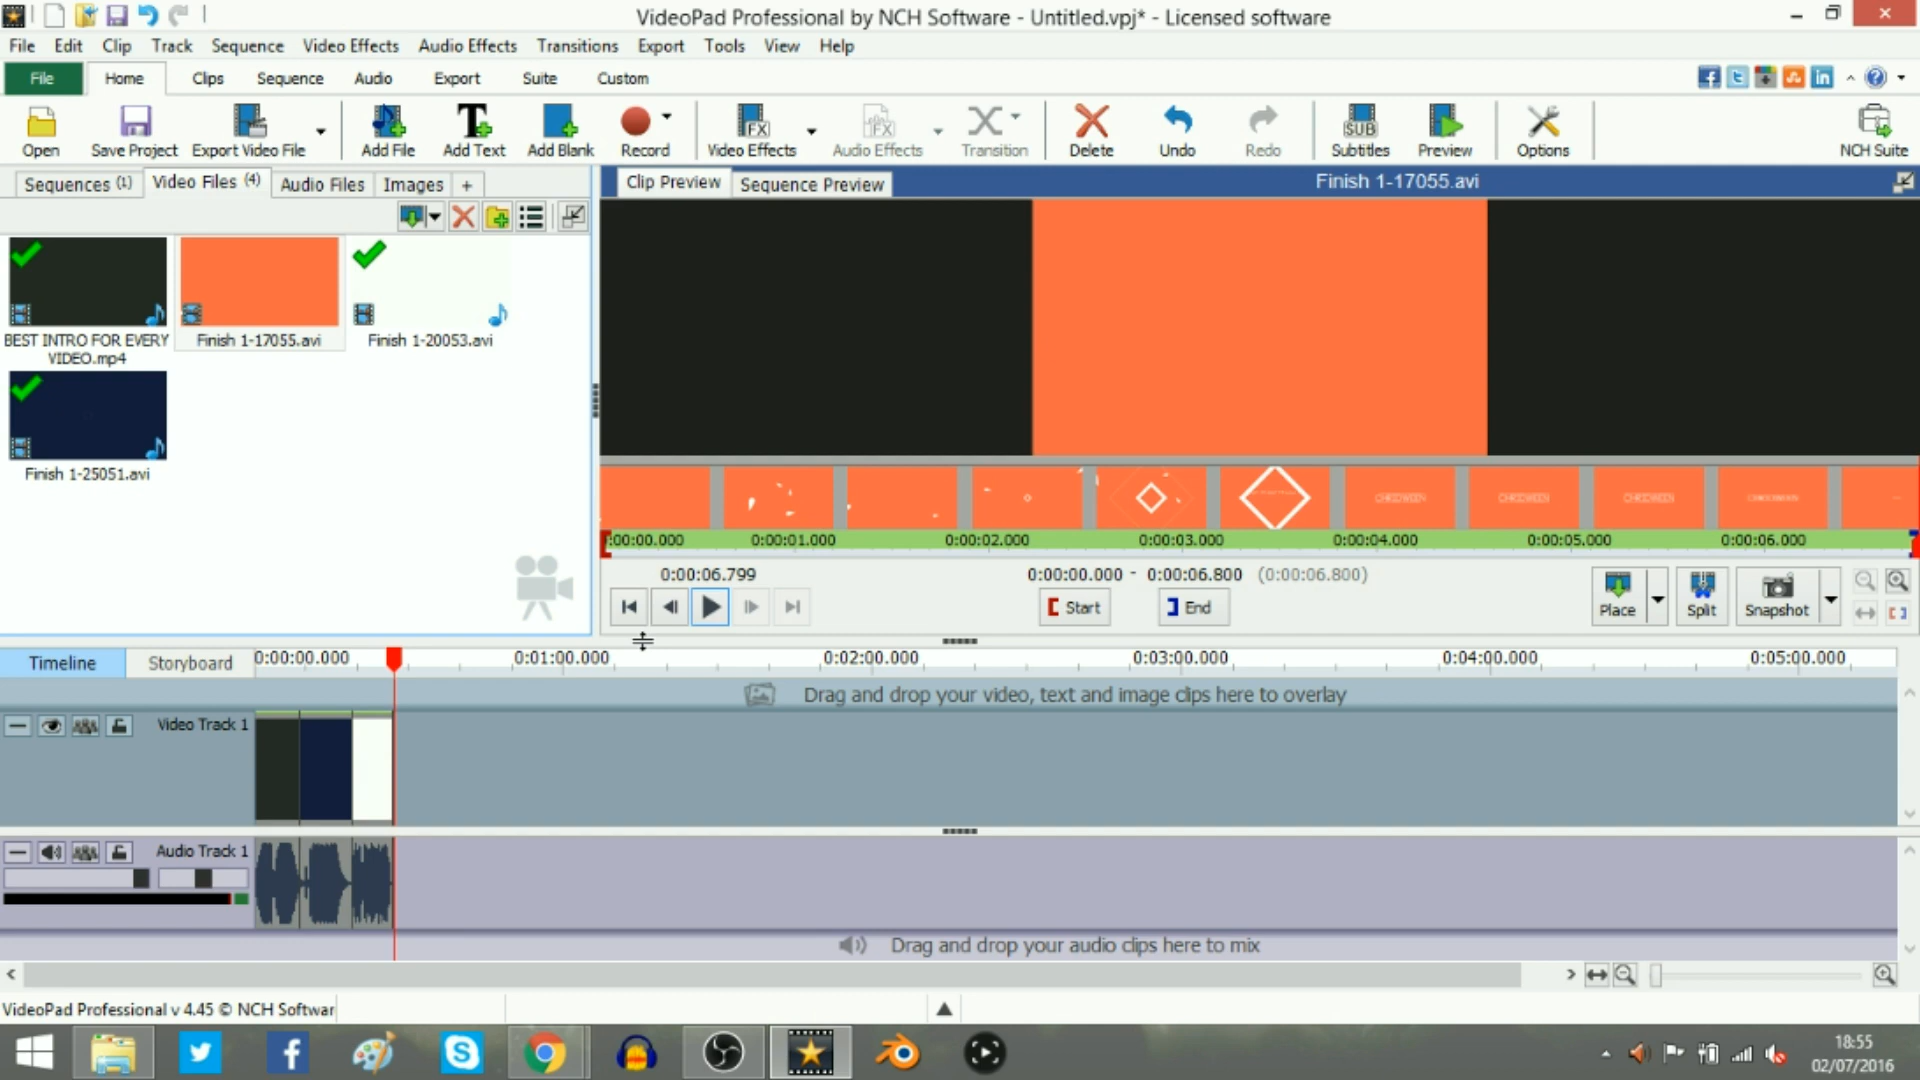 VideoPad Professional by NCH Software - Untitled.vpj* - Licensed software
File Edit Clip Track Sequence Video Effects Audio Effects Transitions Export Tools View Help
File Home Clips Sequence Audio Export Suite Custom
Open Save Project Export Video File Add File Add Text Add Blank Record Video Effects Audio Effects Transition Delete Undo Redo Subtitles Preview Options NCH Suite
Sequences (1) Video Files (4) Audio Files Images +
Clip Preview Sequence Preview Finish 1-17055.avi
BEST INTRO FOR EVERY
VIDEO.mp4
Finish 1-17055.avi
Finish 1-20053.avi
Finish 1-25051.avi
:00:00.000 0:00:01.000 0:00:02.000 0:00:03.000 0:00:04.000 0:00:05.000 0:00:06.000
0:00:06.799 0:00:00.000 - 0:00:06.800 (0:00:06.800)
Start End Place Split Snapshot
Timeline Storyboard 0:00:00.000 0:01:00.000 0:02:00.000 0:03:00.000 0:04:00.000 0:05:00.000
Drag and drop your video, text and image clips here to overlay
Video Track 1
Audio Track 1
Drag and drop your audio clips here to mix
VideoPad Professional v 4.45 © NCH Softwar
18:55
02/07/2016